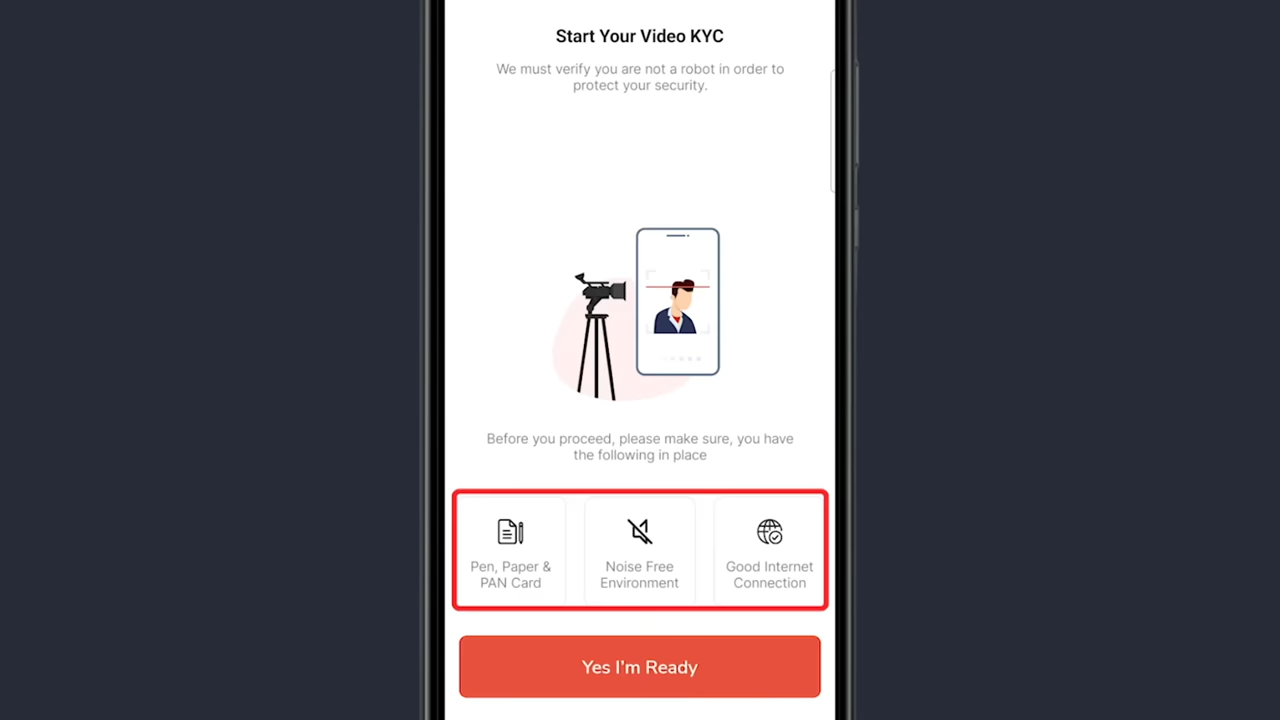 Start Your Video KYC
We must verify you are not a robot in order to
protect your security.
Before you proceed, please make sure, you have
the following in place
Pen, Paper &
PAN Card
Noise Free
Environment
Good Internet
Connection
Yes I'm Ready